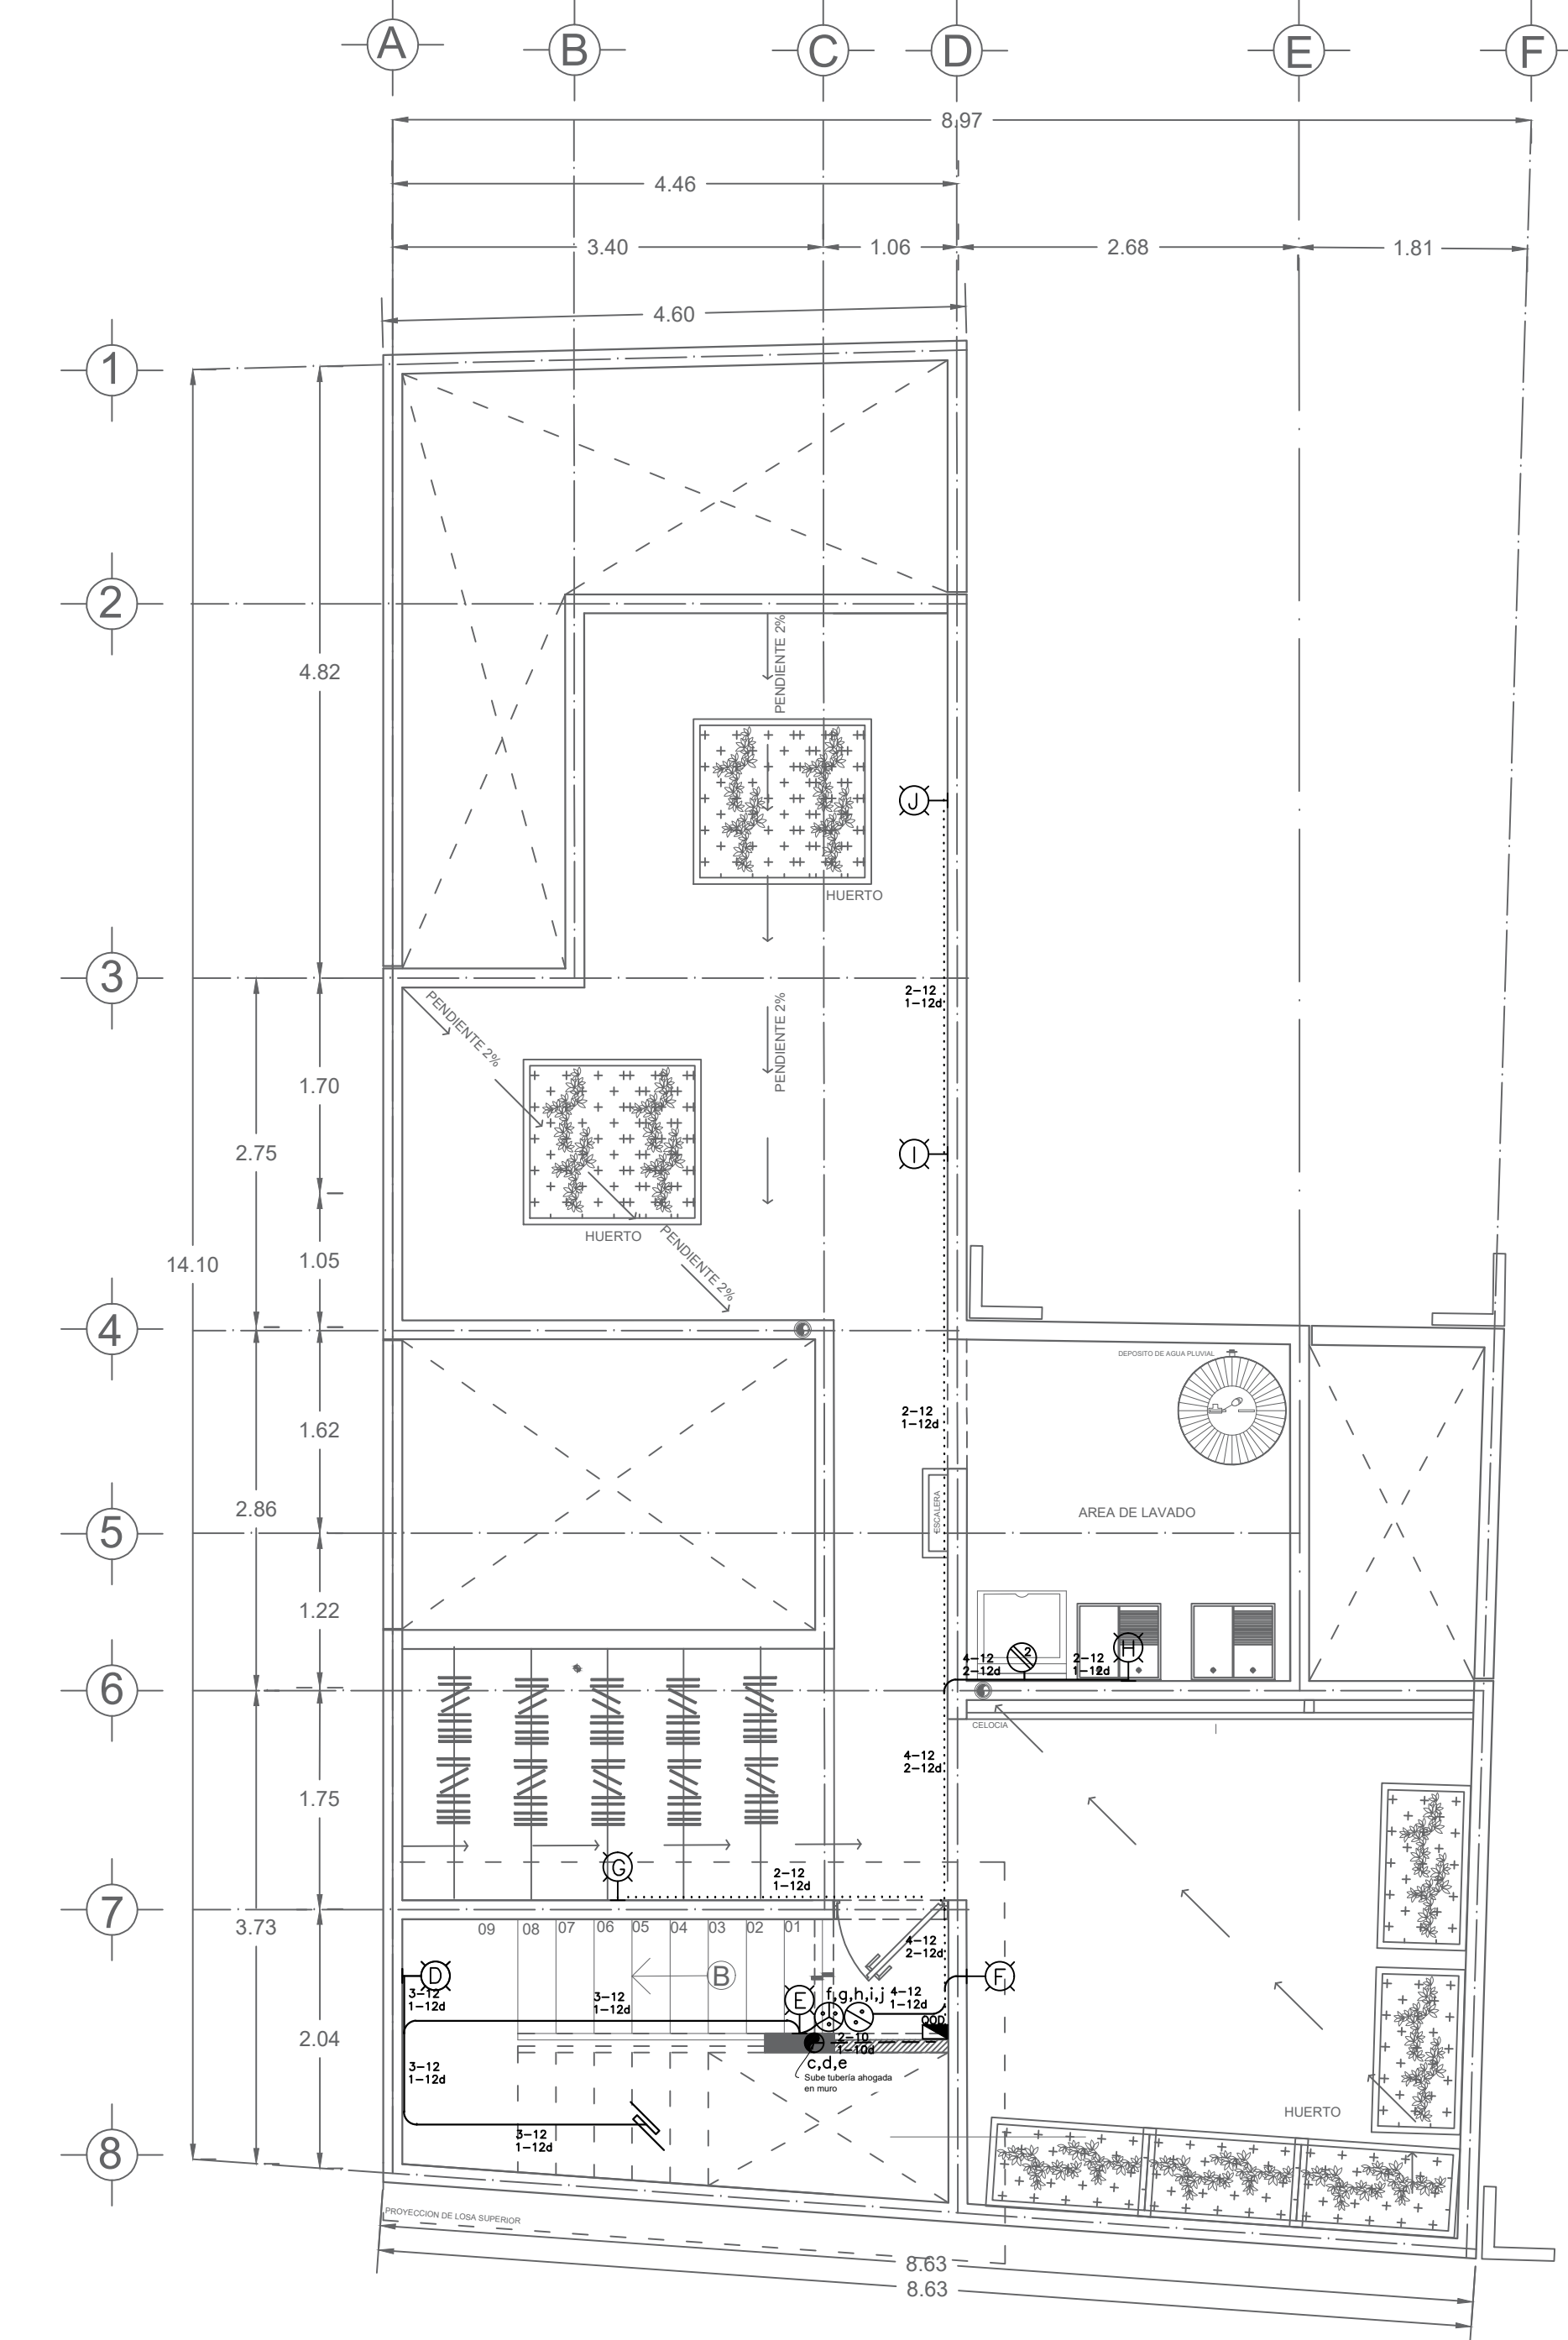 A
B
C
D
E
F
8.97
4.46
3.40
1.06
2.68
1.81
4.60
1
2
PENDIENTE 2%
4.82
J
HUERTO
3
2-12
1-12d
PENDIENTE 2%
PENDIENTE 2%
1.70
2.75
I
HUERTO
PENDIENTE 2%
1.05
14.10
4
DEPOSITO DE AGUA PLUVIAL
2-12
1-12d
1.62
2.86
ESCALERA
AREA DE LAVADO
5
1.22
2
H
4-12
2-12d
2-12
1-12d
6
CELOCIA
4-12
2-12d
1.75
G
2-12
1-12d
7
3.73
09
08
07
06
05
04
03
02
01
4-12
2-12d
D
B
F
3-12
1-12d
3-12
1-12d
E
f,g,h,i,j
4-12
1-12d
QOD
2-10
1-10d
2.04
c,d,e
3-12
1-12d
Sube tubería ahogada
en muro
HUERTO
3-12
1-12d
8
PROYECCION DE LOSA SUPERIOR
8.63
8.63